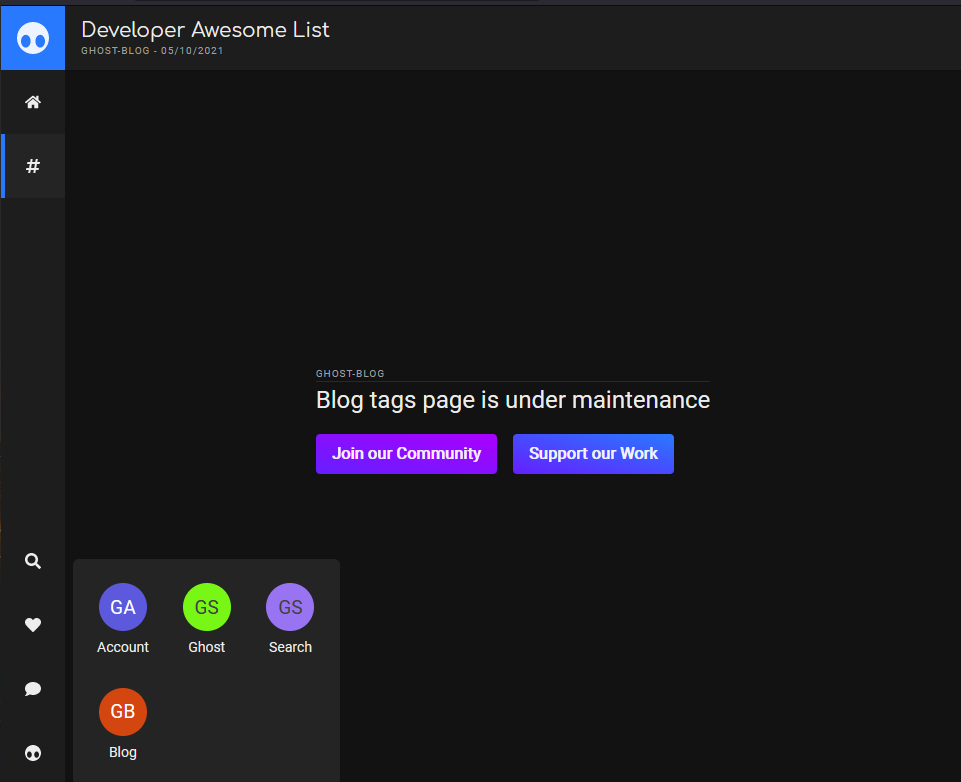 Developer Awesome List
GHOST-BLOG - 05/10/2021
#
GHOST-BLOG
Blog tags page is under maintenance
Join our Community Support our Work
GA GS GS
Account Ghost Search
GB
Blog